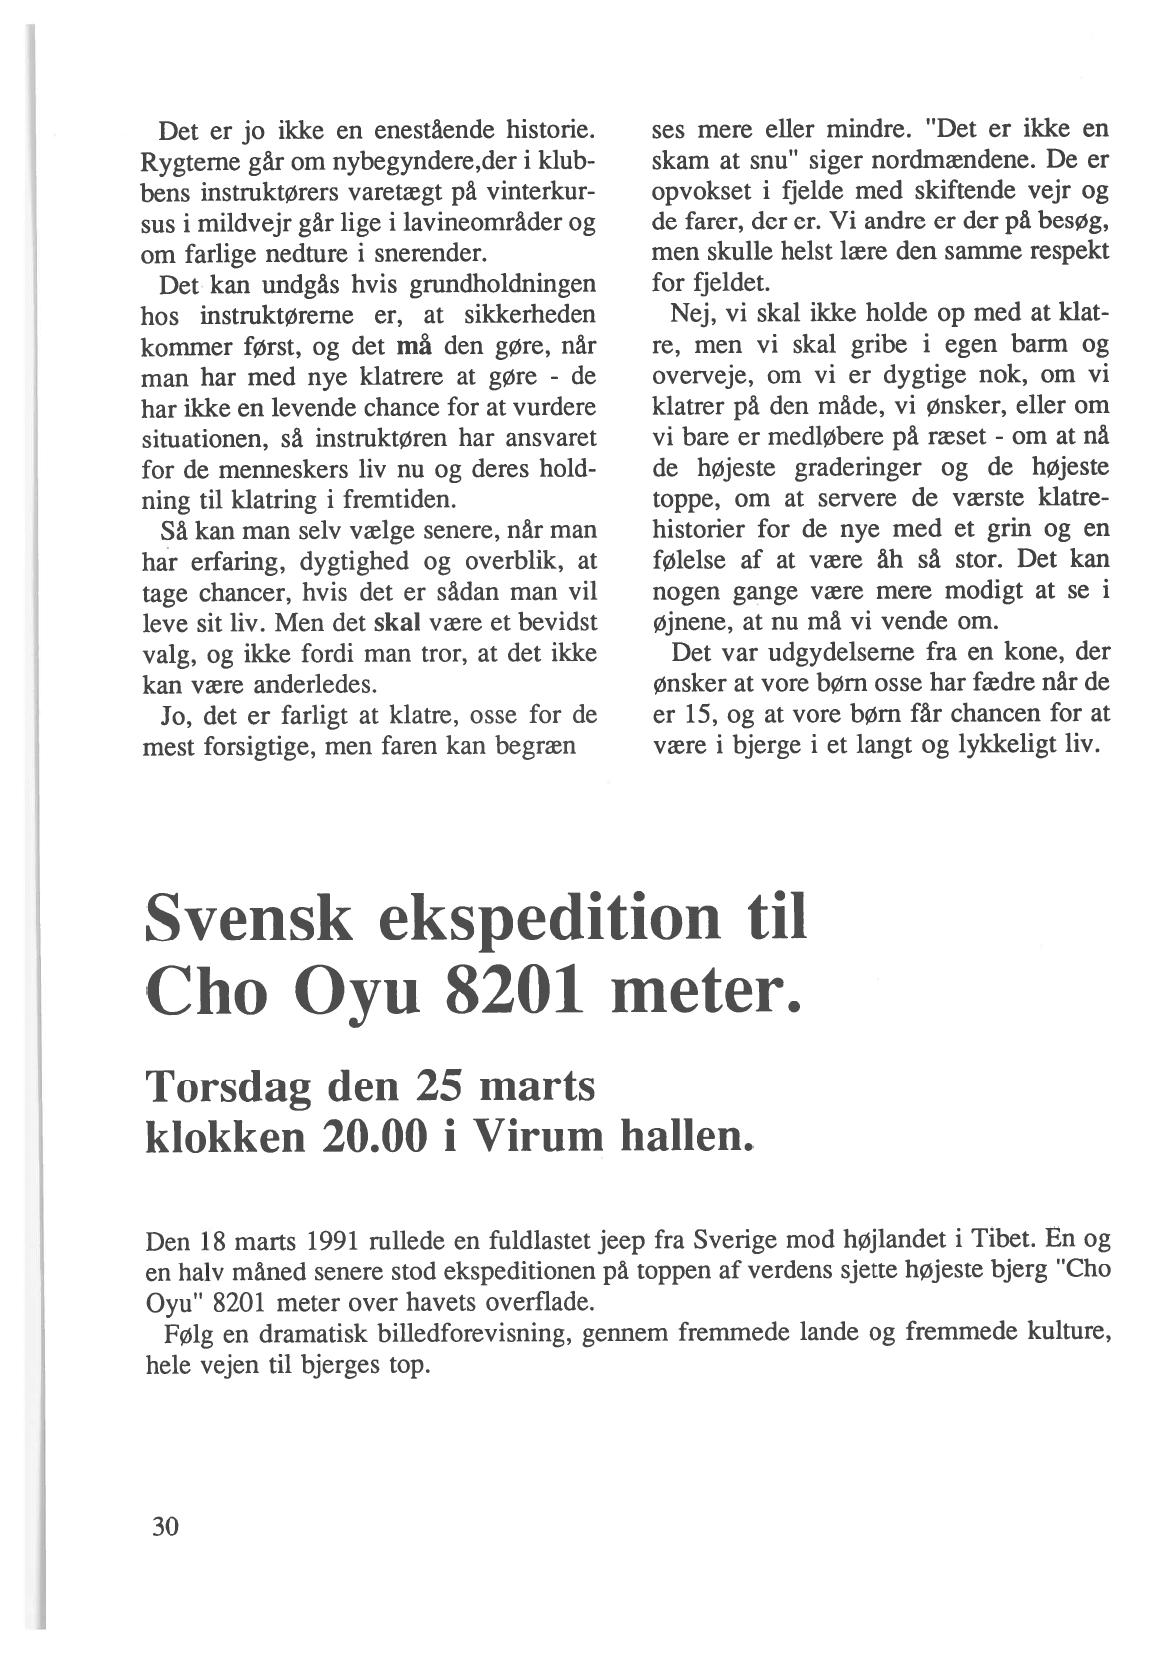 Det er jo ikke en enestående historie.
Rygterne går om nybegyndere,der i klub-
bens instruktørers varetægt på vinterkur-
sus i mildvejr går lige i lavineområder og
om farlige nedture i snerender.
Det kan undgås hvis grundholdningen
hos instruktørerne er, at sikkerheden
kommer først, og det må den gøre, når
man har med nye klatrere at gøre - de
har ikke en levende chance for at vurdere
situationen, så instruktøren har ansvaret
for de menneskers liv nu og deres hold-
ning til klatring i fremtiden.
Så kan man selv vælge senere, når man
har erfaring, dygtighed og overblik, at
tage chancer, hvis det er sådan man vil
leve sit liv. Men det skal være et bevidst
valg, og ikke fordi man tror, at det ikke
kan være anderledes.
Jo, det er farligt at klatre, osse for de
mest forsigtige, men faren kan begræn
ses mere eller mindre. "Det er ikke en
skam at snu" siger nordmændene. De er
opvokset i fjelde med skiftende vejr og
de farer, der er. Vi andre er der på besøg,
men skulle helst lære den samme respekt
for fjeldet.
Nej, vi skal ikke holde op med at klat-
re, men vi skal gribe i egen barm og
overveje, om vi er dygtige nok, om vi
klatrer på den måde, vi ønsker, eller om
vi bare er medløbere på ræset - om at nå
de højeste graderinger og de højeste
toppe, om at servere de værste klatre-
historier for de nye med et grin og en
følelse af at være åh så stor. Det kan
nogen gange være mere modigt at se i
øjnene, at nu må vi vende om.
Det var udgydelserne fra en kone, der
ønsker at vore børn osse har fædre når de
er 15, og at vore børn får chancen for at
være i bjerge i et langt og lykkeligt liv.
Svensk ekspedition til
Cho Oyu 8201 meter.
Torsdag den 25 marts
klokken 20.00 i Virum hallen.
Den 18 marts 1991 rullede en fuldlastet jeep fra Sverige mod højlandet i Tibet. En og
en halv måned senere stod ekspeditionen på toppen af verdens sjette højeste bjerg "Cho
Oyu" 8201 meter over havets overflade.
Følg en dramatisk billedforevisning, gennem fremmede lande og fremmede kulture,
hele vejen til bjerges top.
30